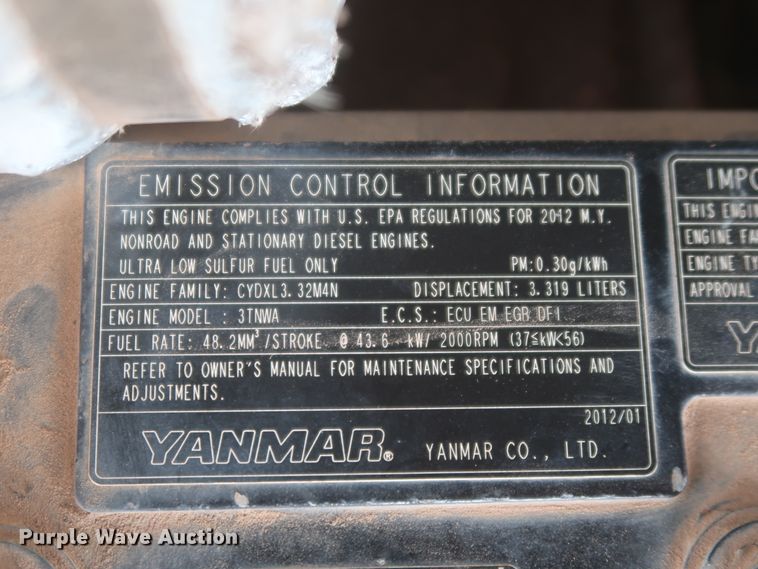 EMISSION CONTROL INFORMATION
THIS ENGINE COMPLIES WITH U.S. EPA REGULATIONS FOR 2012 M.Y.
NONROAD AND STATIONARY DIESEL ENGINES.
ULTRA LOW SULFUR FUEL ONLY PM:0.30g/kWh
ENGINE FAMILY: CYDXL3.32M4N DISPLACEMENT: 3.319 LITERS
ENGINE MODEL : 3TNWA E.C.S.: ECU EM EGR DFI
FUEL RATE: 48.2MM³/STROKE @ 43.6 kW/ 2000RPM (37≤kW<56)
REFER TO OWNER'S MANUAL FOR MAINTENANCE SPECIFICATIONS AND
ADJUSTMENTS.
2012/01
YANMAR® YANMAR CO., LTD.
IMPO
THIS ENGIN
ENGINE FA
ENGINE TY
APPROVAL
Y
Purple Wave Auction